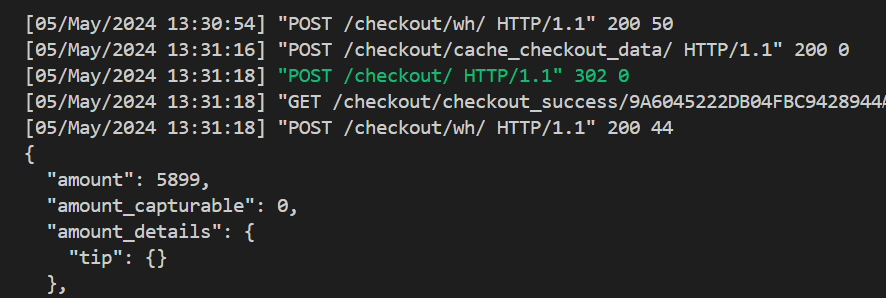 [05/May/2024 13:30:54] "POST /checkout/wh/ HTTP/1.1" 200 50
[05/May/2024 13:31:16] "POST /checkout/cache_checkout_data/ HTTP/1.1" 200 0
[05/May/2024 13:31:18] "POST /checkout/ HTTP/1.1" 302 0
[05/May/2024 13:31:18] "GET /checkout/checkout_success/9A6045222DB04FBC9428944A
[05/May/2024 13:31:18] "POST /checkout/wh/ HTTP/1.1" 200 44
{
  "amount": 5899,
  "amount_capturable": 0,
  "amount_details": {
    "tip": {}
  },